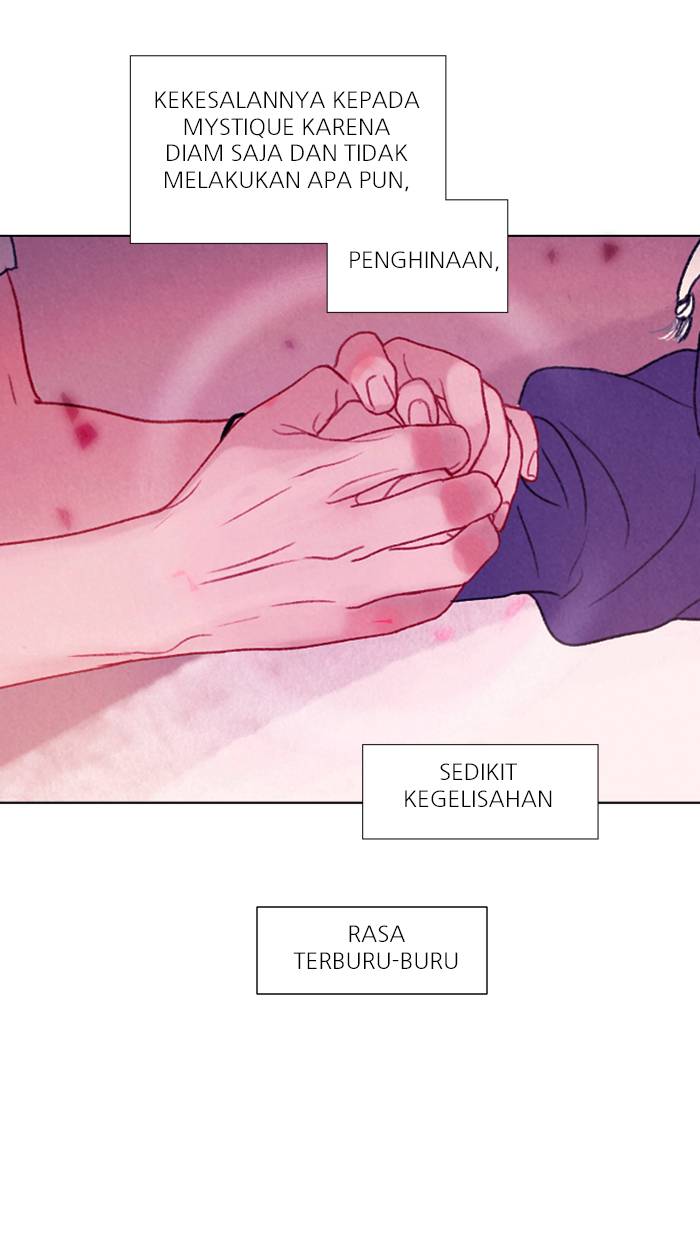 KEKESALANNYA KEPADA
MYSTIQUE KARENA
DIAM SAJA DAN TIDAK
MELAKUKAN APA PUN,
PENGHINAAN,
SEDIKIT
KEGELISAHAN
RASA
TERBURU-BURU